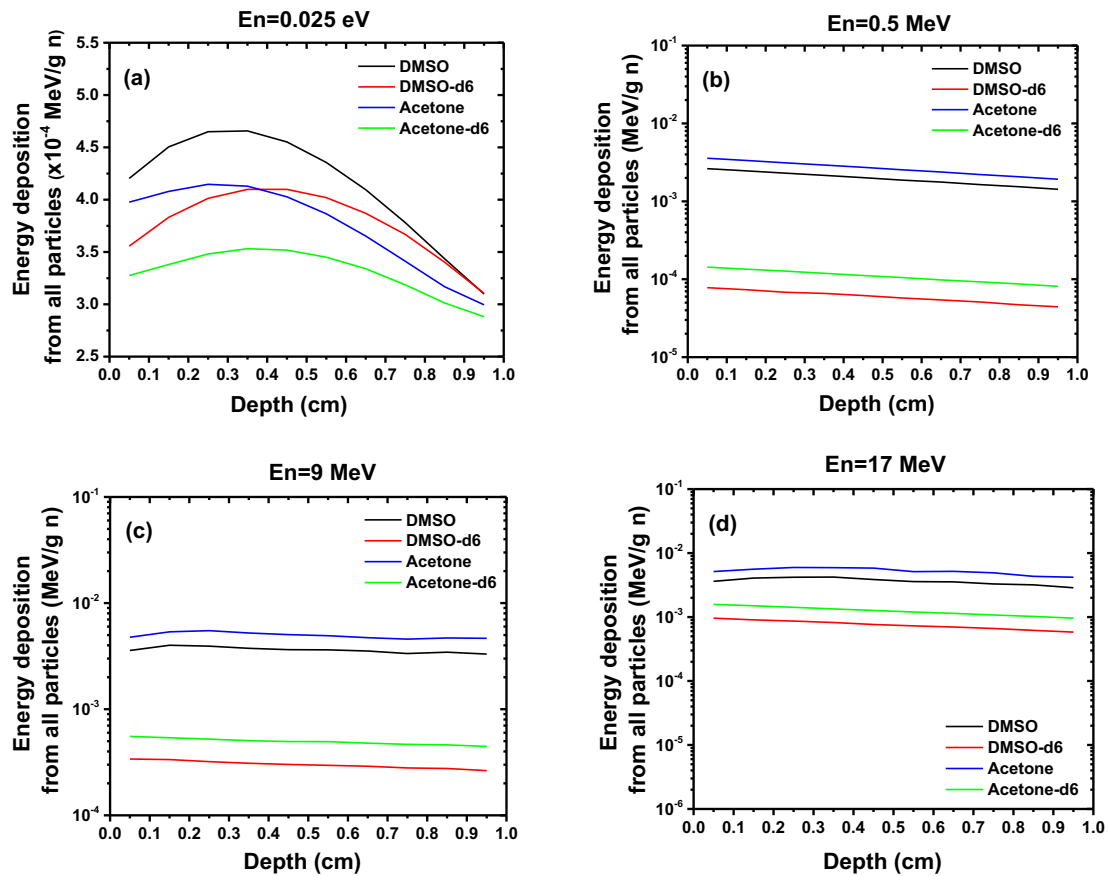 En=0.025 eV
(a)
DMSO
DMSO-d6
Acetone
Acetone-d6
Energy deposition
from all particles (x10⁻⁴ MeV/g n)
5.5
5.0
4.5
4.0
3.5
3.0
2.5
0.0 0.1 0.2 0.3 0.4 0.5 0.6 0.7 0.8 0.9 1.0
Depth (cm)
En=0.5 MeV
(b)
DMSO
DMSO-d6
Acetone
Acetone-d6
Energy deposition
from all particles (MeV/g n)
10⁻¹
10⁻²
10⁻³
10⁻⁴
10⁻⁵
0.0 0.1 0.2 0.3 0.4 0.5 0.6 0.7 0.8 0.9 1.0
Depth (cm)
En=9 MeV
(c)
DMSO
DMSO-d6
Acetone
Acetone-d6
Energy deposition
from all particles (MeV/g n)
10⁻¹
10⁻²
10⁻³
10⁻⁴
0.0 0.1 0.2 0.3 0.4 0.5 0.6 0.7 0.8 0.9 1.0
Depth (cm)
En=17 MeV
(d)
DMSO
DMSO-d6
Acetone
Acetone-d6
Energy deposition
from all particles (MeV/g n)
10⁻¹
10⁻²
10⁻³
10⁻⁴
10⁻⁵
10⁻⁶
0.0 0.1 0.2 0.3 0.4 0.5 0.6 0.7 0.8 0.9 1.0
Depth (cm)